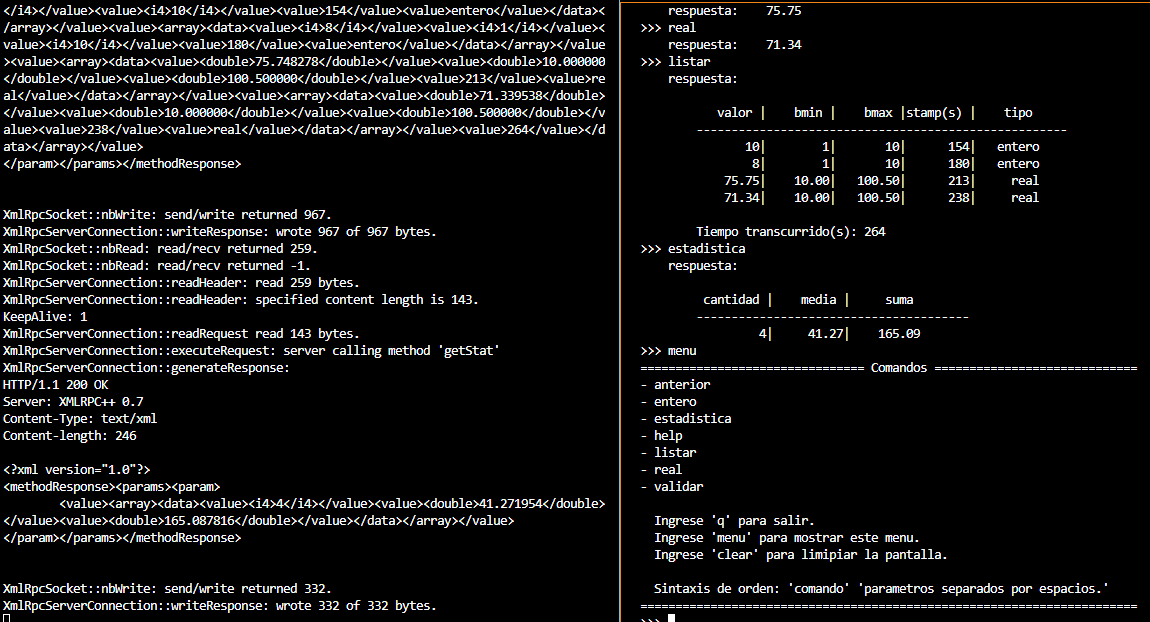 </i4></value><value><i4>10</i4></value><value>154</value><value>entero</value></data><
/array></value><value><array><data><value><i4>8</i4></value><value><i4>1</i4></value><
value><i4>10</i4></value><value>180</value><value>entero</value></data></array></value
><value><array><data><value><double>75.748278</double></value><value><double>10.000000
</double></value><value><double>100.500000</double></value><value>213</value><value>re
al</value></data></array></value><value><array><data><value><double>71.339538</double>
</value><value><double>10.000000</double></value><value><double>100.500000</double></v
alue><value>238</value><value>real</value></data></array></value><value>264</value></d
ata></array></value>
</param></params></methodResponse>
XmlRpcSocket::nbWrite: send/write returned 967.
XmlRpcServerConnection::writeResponse: wrote 967 of 967 bytes.
XmlRpcSocket::nbRead: read/recv returned 259.
XmlRpcSocket::nbRead: read/recv returned -1.
XmlRpcServerConnection::readHeader: read 259 bytes.
XmlRpcServerConnection::readHeader: specified content length is 143.
KeepAlive: 1
XmlRpcServerConnection::readRequest read 143 bytes.
XmlRpcServerConnection::executeRequest: server calling method 'getStat'
XmlRpcServerConnection::generateResponse:
HTTP/1.1 200 OK
Server: XMLRPC++ 0.7
Content-Type: text/xml
Content-length: 246
<?xml version="1.0"?>
<methodResponse><params><param>
<value><array><data><value><i4>4</i4></value><value><double>41.271954</double>
</value><value><double>165.087816</double></value></data></array></value>
</param></params></methodResponse>
XmlRpcSocket::nbWrite: send/write returned 332.
XmlRpcServerConnection::writeResponse: wrote 332 of 332 bytes.
respuesta: 75.75
>>> real
respuesta: 71.34
>>> listar
respuesta:
valor | bmin | bmax |stamp(s) | tipo
-----------------------------------------------------
10| 1| 10| 154| entero
8| 1| 10| 180| entero
75.75| 10.00| 100.50| 213| real
71.34| 10.00| 100.50| 238| real
Tiempo transcurrido(s): 264
>>> estadistica
respuesta:
cantidad | media | suma
---------------------------------------
4| 41.27| 165.09
>>> menu
================================ Comandos =============================
- anterior
- entero
- estadistica
- help
- listar
- real
- validar
Ingrese 'q' para salir.
Ingrese 'menu' para mostrar este menu.
Ingrese 'clear' para limipiar la pantalla.
Sintaxis de orden: 'comando' 'parametros separados por espacios.'
=======================================================================
>>>